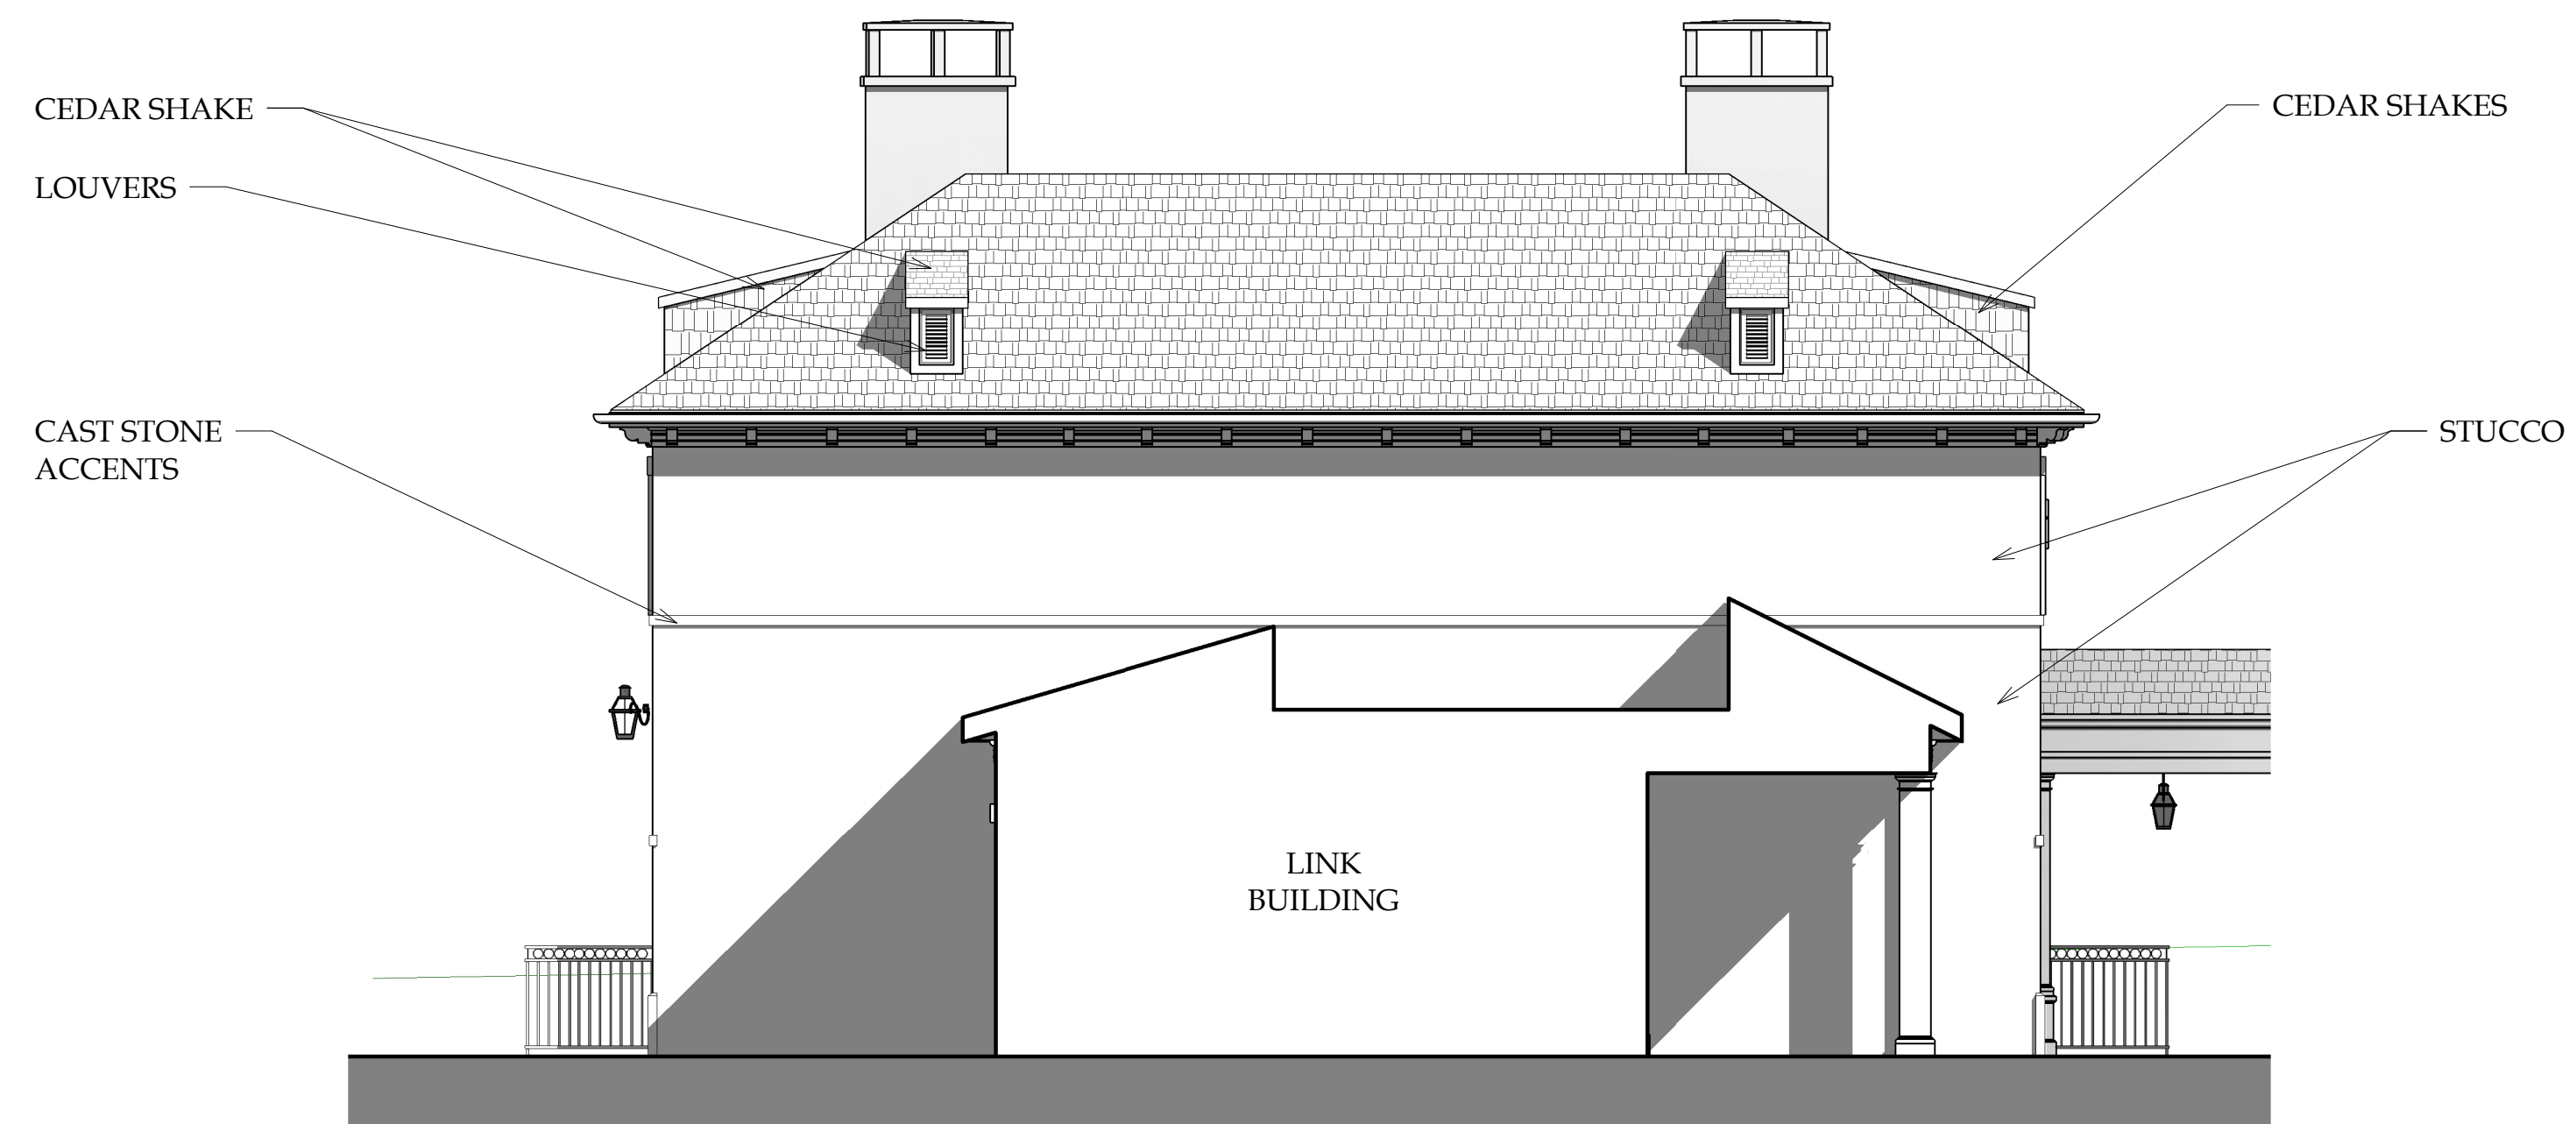 CEDAR SHAKE
CEDAR SHAKES
LOUVERS
CAST STONE
ACCENTS
STUCCO
LINK
BUILDING